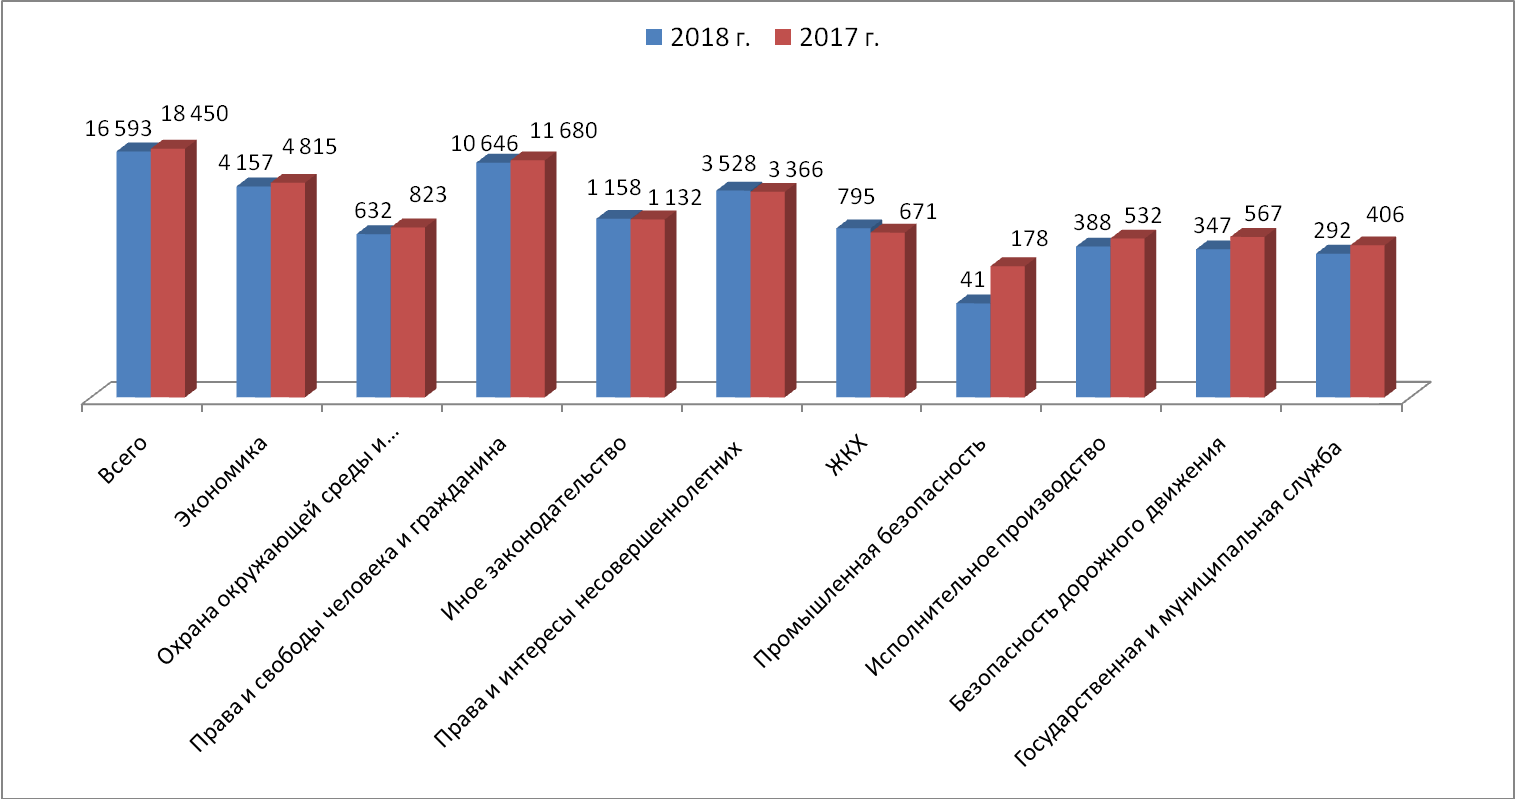 2018 г. 2017 г.
16 593 18 450
4 157 4 815
632 823
10 646 11 680
1 158 1 132
3 528 3 366
795 671
41 178
388 532
347 567
292 406
Всего
Экономика
Охрана окружающей среды и...
Права и свободы человека и гражданина
Иное законодательство
Права и интересы несовершеннолетних
ЖКХ
Промышленная безопасность
Исполнительное производство
Безопасность дорожного движения
Государственная и муниципальная служба